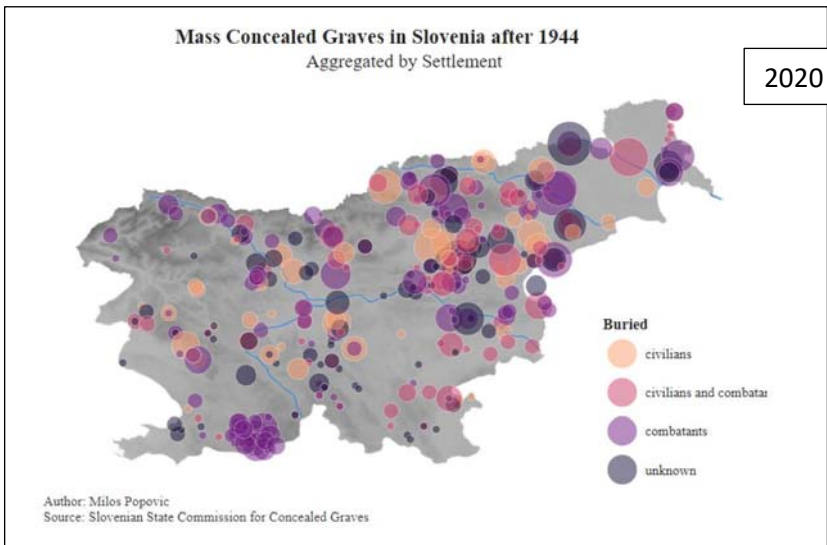 Mass Concealed Graves in Slovenia after 1944
Aggregated by Settlement
2020
Buried
civilians
civilians and combatan
combatants
unknown
Author: Milos Popovic
Source: Slovenian State Commission for Concealed Graves